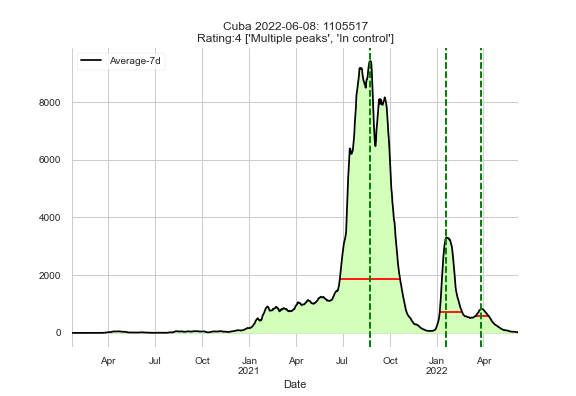 Cuba 2022-06-08: 1105517
Rating:4 ['Multiple peaks', 'In control']
Average-7d
8000
6000
4000
2000
0
Apr
Jul
Oct
Jan
2021
Apr
Jul
Oct
Jan
2022
Apr
Date